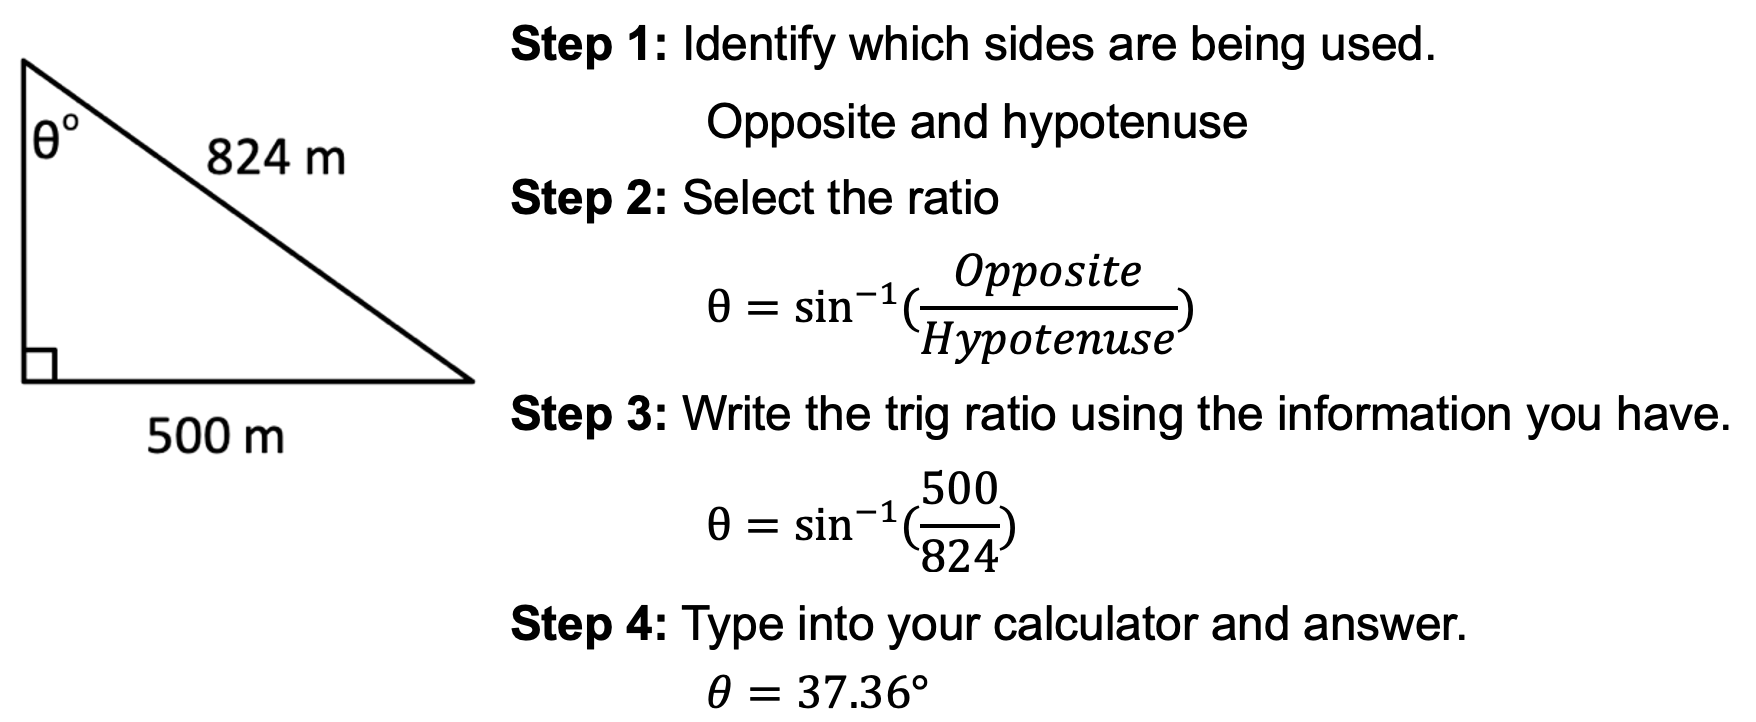 Step 1: Identify which sides are being used.
Opposite and hypotenuse
Step 2: Select the ratio
θ = sin⁻¹(Opposite/Hypotenuse)
Step 3: Write the trig ratio using the information you have.
θ = sin⁻¹(500/824)
Step 4: Type into your calculator and answer.
θ = 37.36°
θ°
824 m
500 m